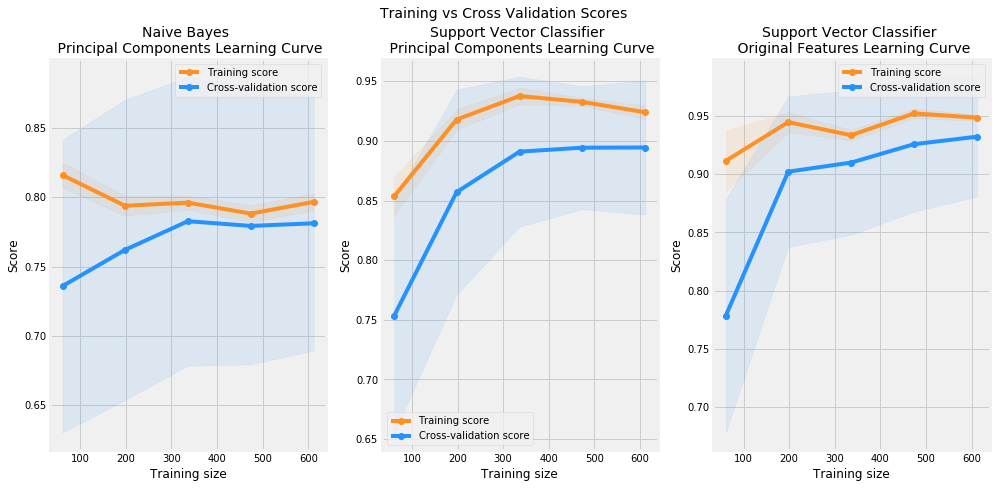 Training vs Cross Validation Scores
Naive Bayes
Principal Components Learning Curve
Training score
Cross-validation score
0.85
0.80
0.75
0.70
0.65
Score
100 200 300 400 500 600
Training size
Support Vector Classifier
Principal Components Learning Curve
0.95
0.90
0.85
0.80
0.75
0.70
0.65
Score
Training score
Cross-validation score
100 200 300 400 500 600
Training size
Support Vector Classifier
Original Features Learning Curve
Training score
Cross-validation score
0.95
0.90
0.85
0.80
0.75
0.70
Score
100 200 300 400 500 600
Training size